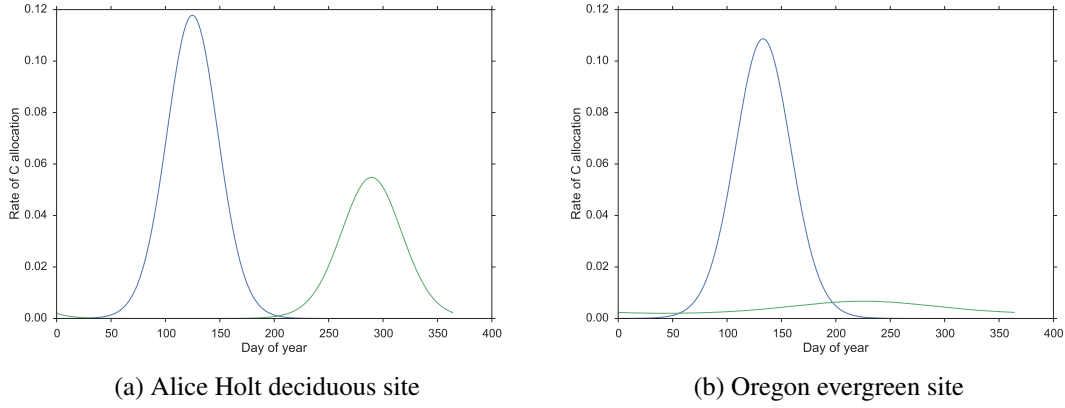 0.12
0.10
0.08
0.06
0.04
0.02
0.00
Rate of C allocation
0 50 100 150 200 250 300 350 400
Day of year
(a) Alice Holt deciduous site
0.12
0.10
0.08
0.06
0.04
0.02
0.00
Rate of C allocation
0 50 100 150 200 250 300 350 400
Day of year
(b) Oregon evergreen site